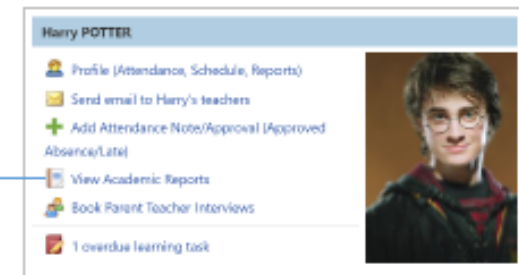 Harry POTTER
Profile (Attendance, Schedule, Reports)
Send email to Harry's teachers
Add Attendance Note/Approval (Approved
Absence/Late)
View Academic Reports
Book Parent Teacher Interviews
1 overdue learning task